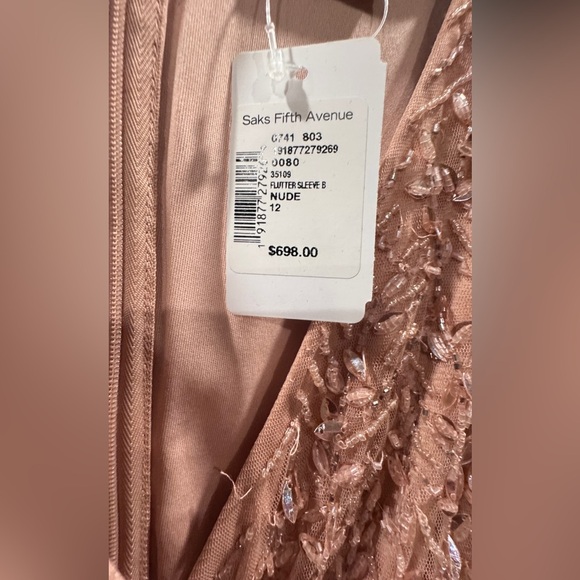 Saks Fifth Avenue
0741 803
191877279269
0080
35109
FLUTTER SLEEVE B
NUDE
12
$698.00